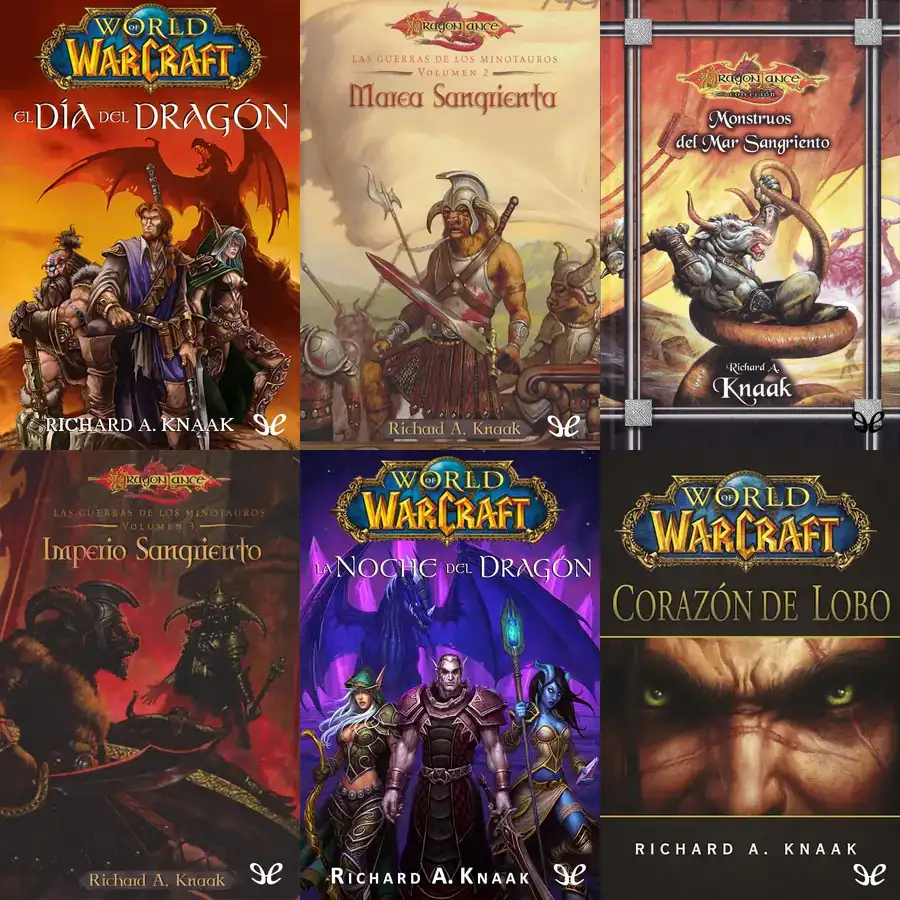 WORLD
OF
WARCRAFT
EL DÍA DEL DRAGÓN
RICHARD A. KNAAK
DRAGONLANCE
LAS GUERRAS DE LOS MINOTAUROS
VOLUMEN 2
Marea Sangrienta
Richard A. Knaak
DRAGONLANCE
colección
Monstruos
del Mar Sangriento
Richard A.
Knaak
DRAGONLANCE
LAS GUERRAS DE LOS MINOTAUROS
VOLUMEN 3
Imperio Sangriento
Richard A. Knaak
WORLD
OF
WARCRAFT
LA NOCHE DEL DRAGÓN
RICHARD A. KNAAK
WORLD
OF
WARCRAFT
CORAZÓN DE LOBO
RICHARD A. KNAAK